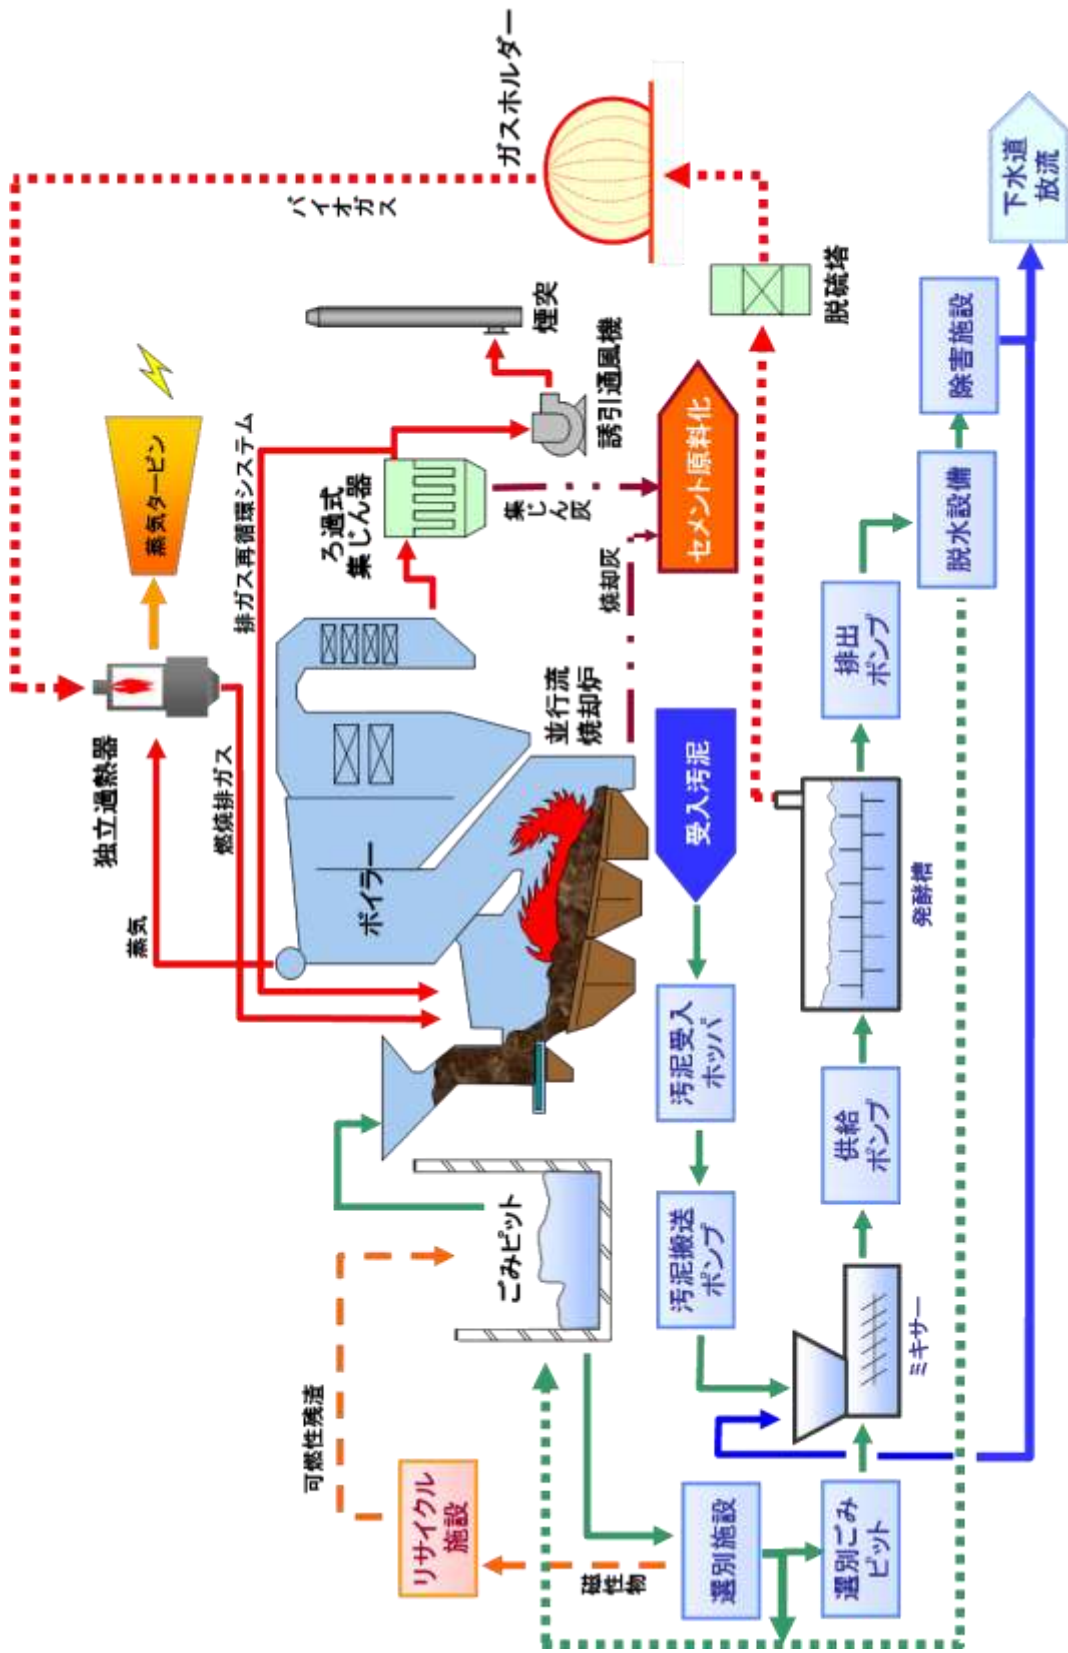 ガスホルダー
バイオガス
蒸気タービン
煙突
誘引通風機
脱硫塔
下水道
放流
除害施設
脱水設備
排ガス再循環システム
ろ過式
集じん器
集じん灰
焼却灰
セメント原料化
排出
ポンプ
独立過熱器
燃焼排ガス
蒸気
ボイラー
並行流
焼却炉
受入汚泥
発酵槽
汚泥受入
ホッパ
供給
ポンプ
ごみピット
汚泥搬送
ポンプ
ミキサー
可燃性残渣
リサイクル
施設
磁性物
選別施設
選別ごみ
ピット